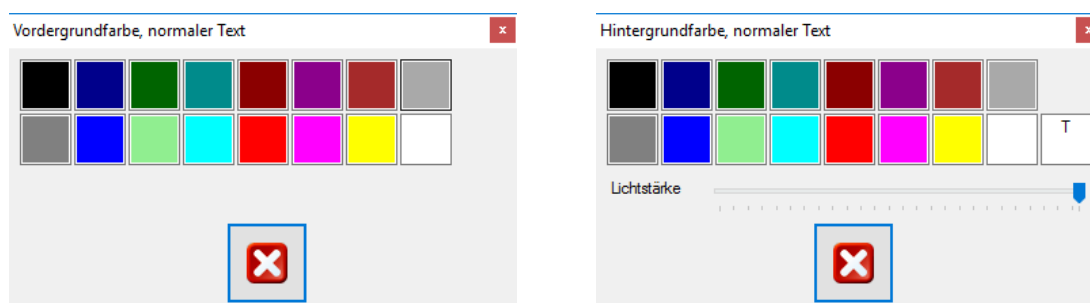 Vordergrundfarbe, normaler Text
Hintergrundfarbe, normaler Text
T
Lichtstärke